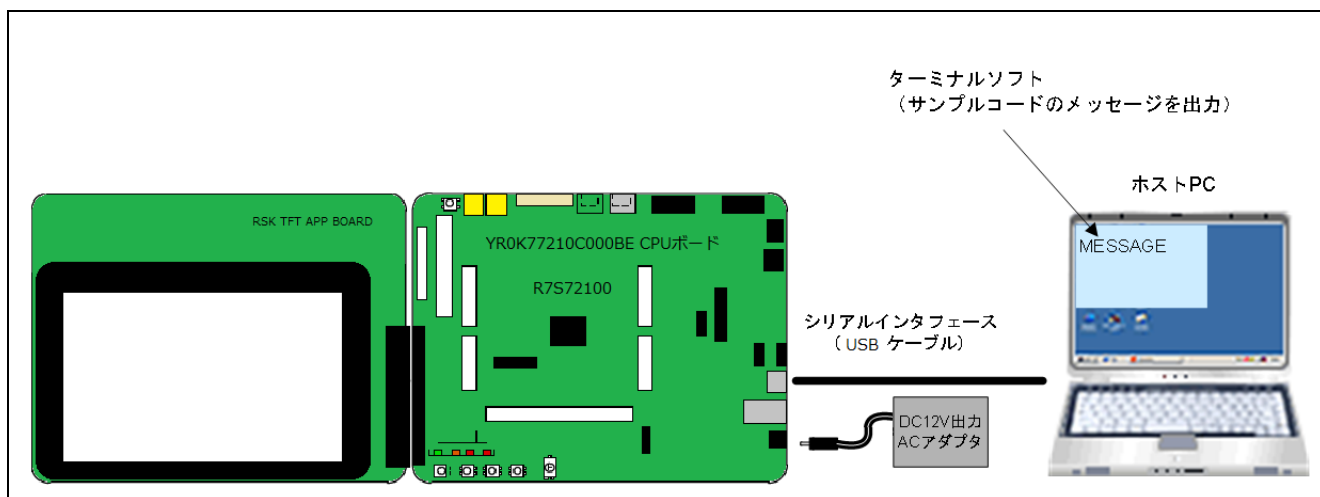 ターミナルソフト
(サンプルコードのメッセージを出力)
ホストPC
MESSAGE
RSK TFT APP BOARD
YR0K77210C000BE CPUボード
R7S72100
シリアルインタフェース
( USB ケーブル)
DC12V出力
ACアダプタ